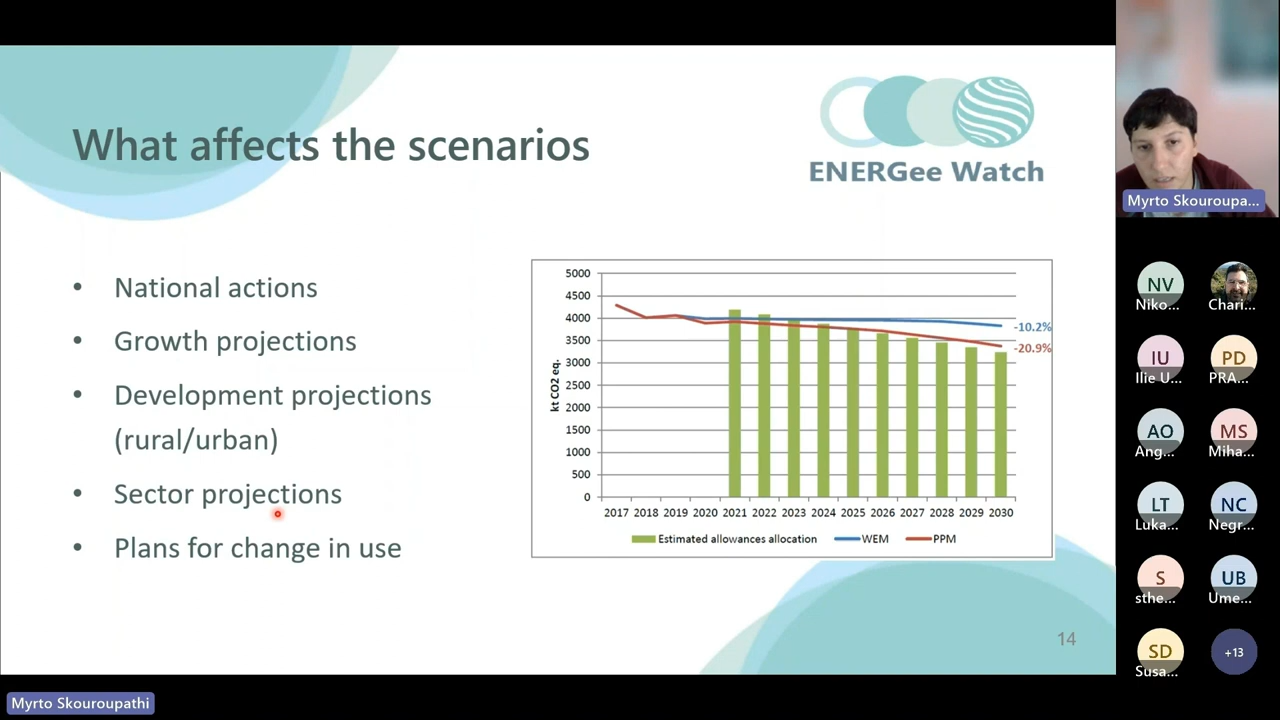 What affects the scenarios
ENERGee Watch
• National actions
• Growth projections
• Development projections
(rural/urban)
• Sector projections
• Plans for change in use
kt CO2 eq.
5000
4500
4000
3500
3000
2500
2000
1500
1000
500
0
-10.2%
-20.9%
2017 2018 2019 2020 2021 2022 2023 2024 2025 2026 2027 2028 2029 2030
Estimated allowances allocation WEM PPM
14
Myrto Skouroupa...
NV
Niko...
Chari...
IU PD
Ilie U... PRA...
AO MS
Ang... Miha...
LT NC
Luka... Negr...
S UB
sthe... Ume...
SD +13
Susa...
Myrto Skouroupathi